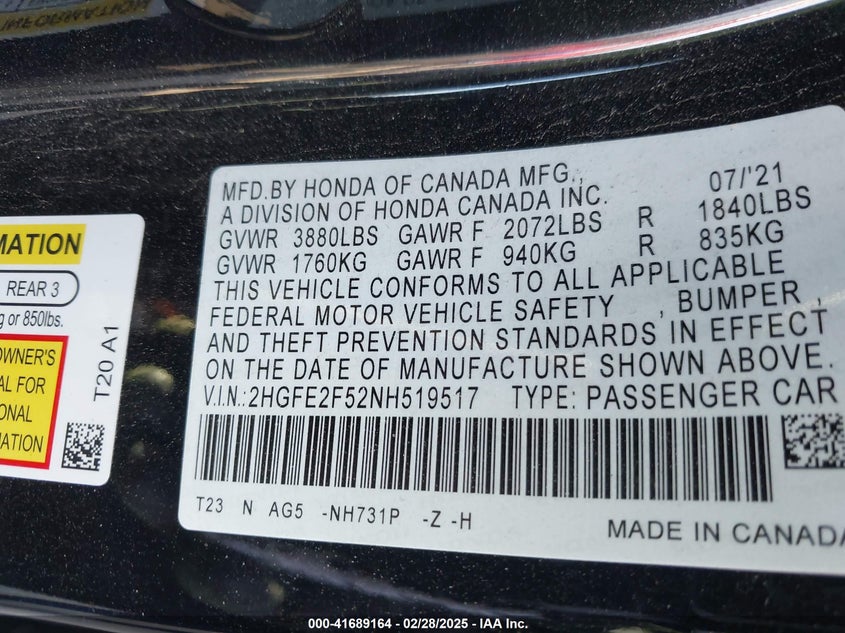 MATION
REAR 3
g or 850lbs.
OWNER'S
AL FOR
IONAL
MATION
T20 A1
MFD.BY HONDA OF CANADA MFG., 07/'21
A DIVISION OF HONDA CANADA INC.
GVWR 3880LBS GAWR F 2072LBS R 1840LBS
GVWR 1760KG GAWR F 940KG R 835KG
THIS VEHICLE CONFORMS TO ALL APPLICABLE
FEDERAL MOTOR VEHICLE SAFETY , BUMPER ,
AND THEFT PREVENTION STANDARDS IN EFFECT
ON THE DATE OF MANUFACTURE SHOWN ABOVE.
V.I.N.:2HGFE2F52NH519517 TYPE: PASSENGER CAR
T23 N AG5 -NH731P -Z -H
MADE IN CANADA
000-41689164 - 02/28/2025 - IAA Inc.